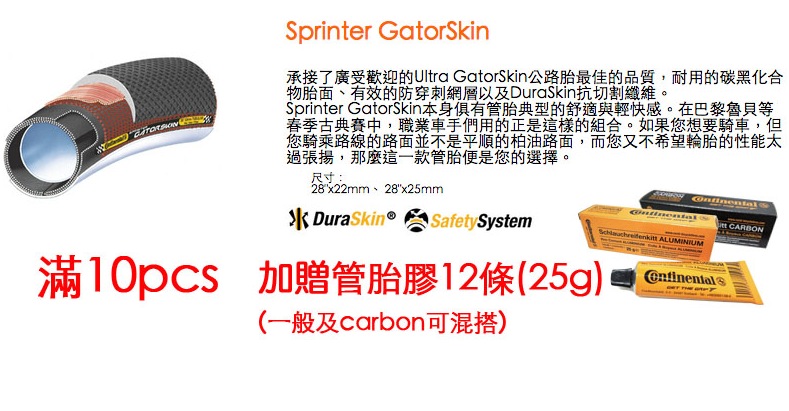 Sprinter GatorSkin
承接了廣受歡迎的Ultra GatorSkin公路胎最佳的品質，耐用的碳黑化合
物胎面、有效的防穿刺網層以及DuraSkin抗切割纖維。
Sprinter GatorSkin本身俱有管胎典型的舒適與輕快感。在巴黎魯貝等
春季古典賽中，職業車手們用的正是這樣的組合。如果您想要騎車，但
您騎乘路線的路面並不是平順的柏油路面，而您又不希望輪胎的性能太
過張揚，那麼這一款管胎便是您的選擇。
尺寸：
28"x22mm、 28"x25mm
DuraSkin® SafetySystem
GATORSKIN
Continental
CARBON
kitt CARBON
Continental
Schlauchreifenkitt ALUMINIUM
Continental
GET THE GRIP
滿10pcs 加贈管胎膠12條(25g)
(一般及carbon可混搭)